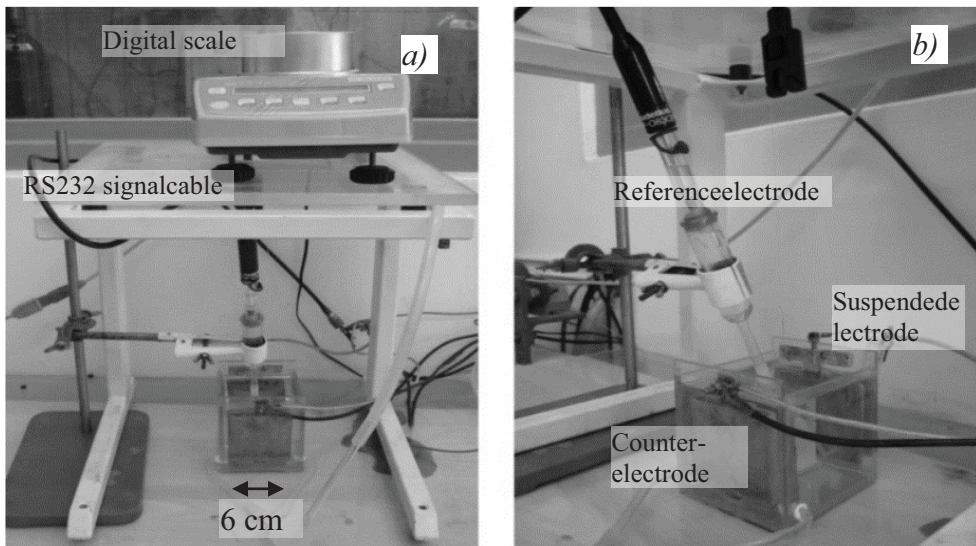 Digital scale
a)
RS232 signalcable
6 cm
b)
Referenceelectrode
Suspendede
lectrode
Counter-
electrode